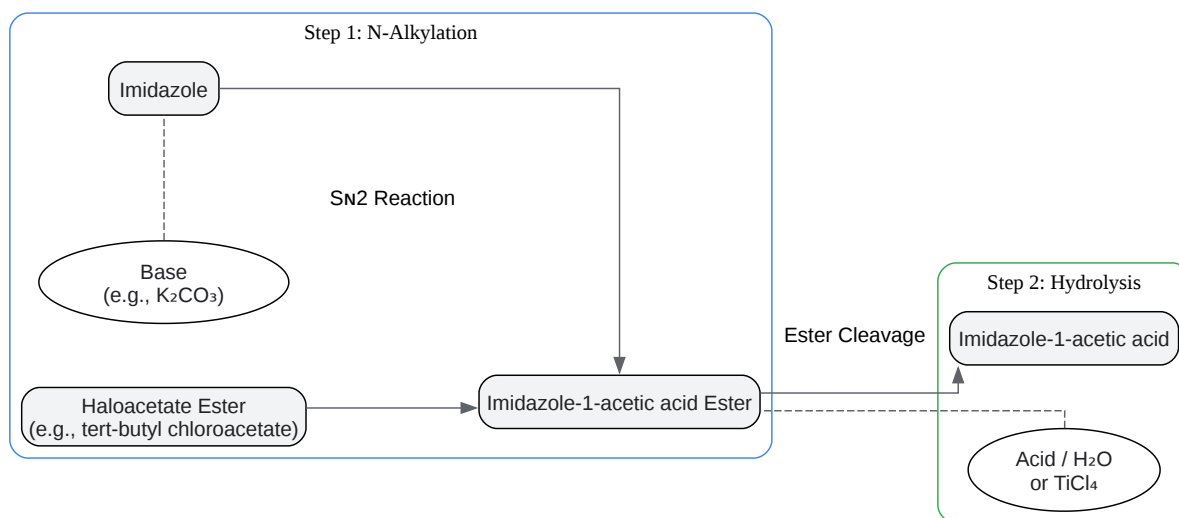 Step 1: N-Alkylation
Imidazole
Sɴ2 Reaction
Base
(e.g., K₂CO₃)
Haloacetate Ester
(e.g., tert-butyl chloroacetate)
Imidazole-1-acetic acid Ester
Ester Cleavage
Step 2: Hydrolysis
Imidazole-1-acetic acid
Acid / H₂O
or TiCl₄